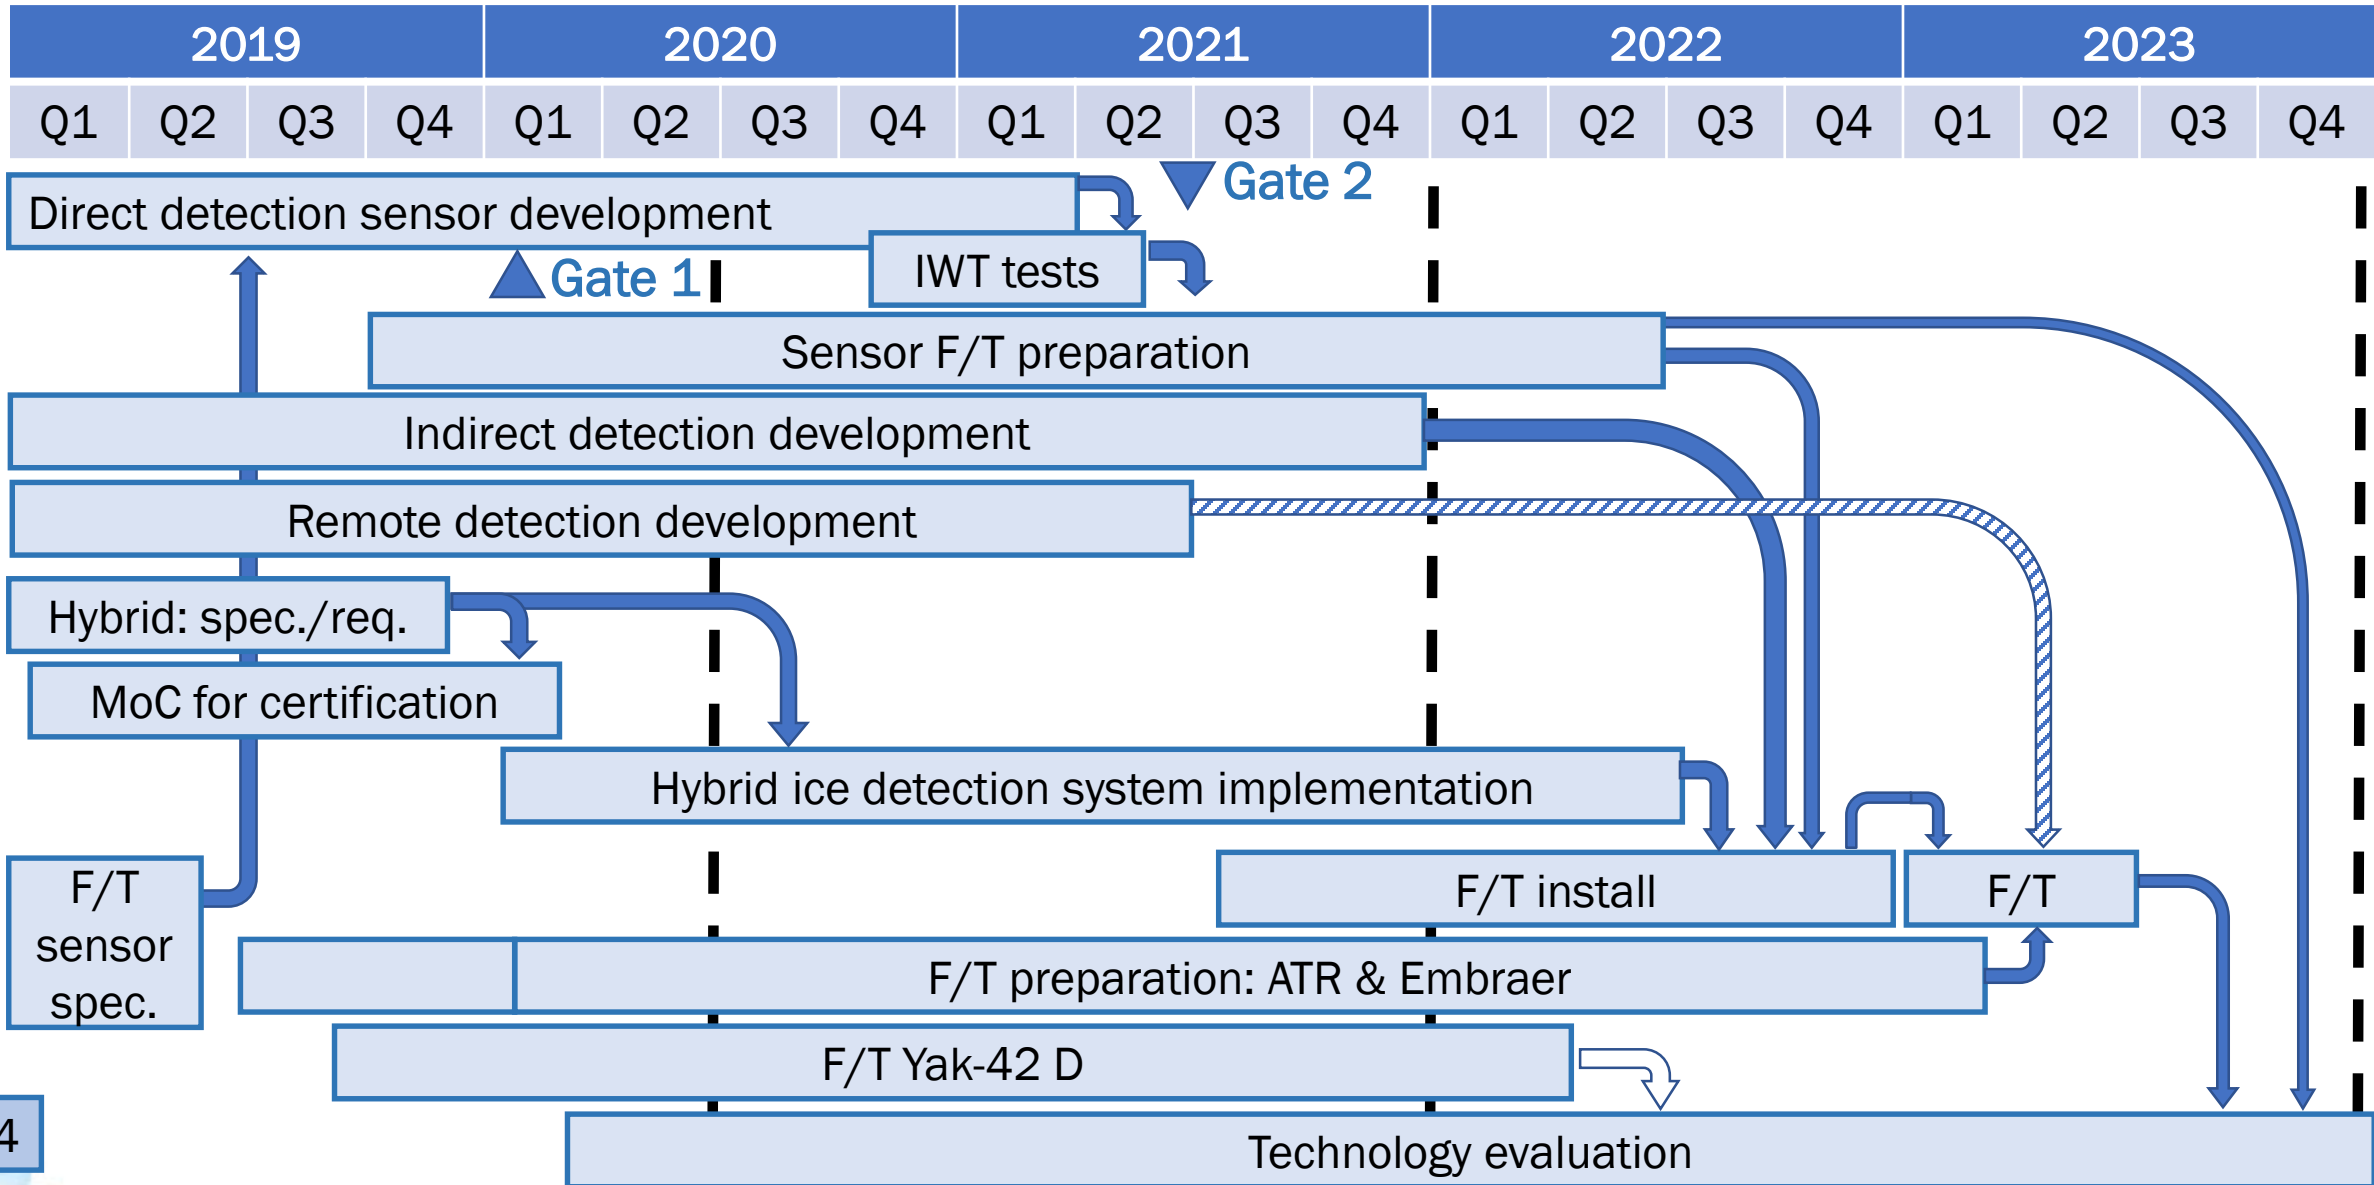 2019 2020 2021 2022 2023
Q1 Q2 Q3 Q4 Q1 Q2 Q3 Q4 Q1 Q2 Q3 Q4 Q1 Q2 Q3 Q4 Q1 Q2 Q3 Q4
Gate 2
Direct detection sensor development
IWT tests
Gate 1
Sensor F/T preparation
Indirect detection development
Remote detection development
Hybrid: spec./req.
MoC for certification
Hybrid ice detection system implementation
F/T
sensor
spec.
F/T install
F/T
F/T preparation: ATR & Embraer
F/T Yak-42 D
4
Technology evaluation